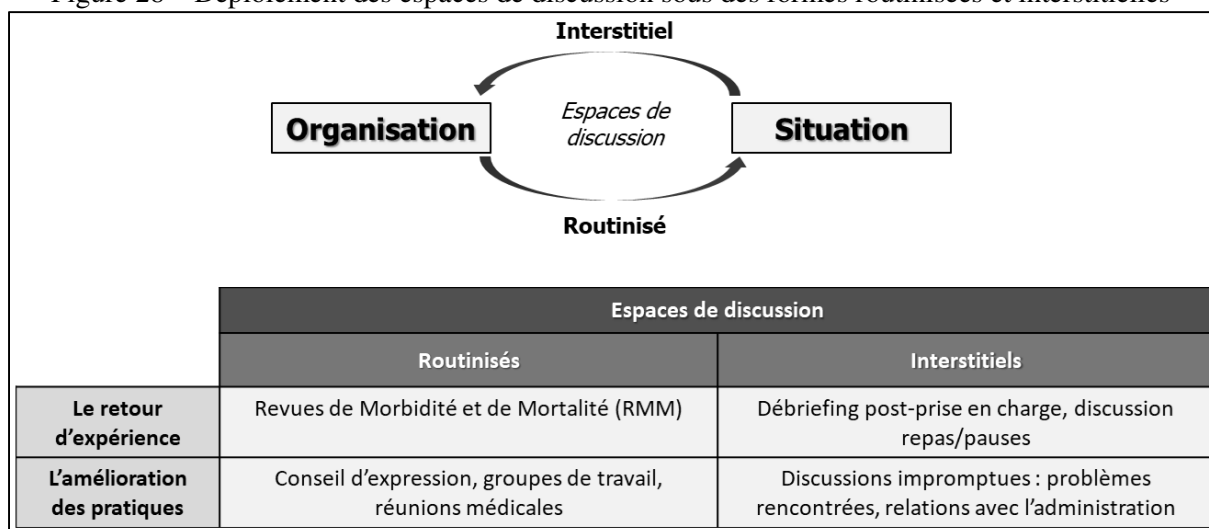 Figure 28 – Déploiement des espaces de discussion sous des formes routinisées et interstitielles
Interstitiel
Organisation
Espaces de
discussion
Situation
Routinisé
Espaces de discussion
Routinisés
Interstitiels
Le retour
d’expérience
Revues de Morbidité et de Mortalité (RMM)
Débriefing post-prise en charge, discussion
repas/pauses
L’amélioration
des pratiques
Conseil d’expression, groupes de travail,
réunions médicales
Discussions impromptues : problèmes
rencontrées, relations avec l’administration